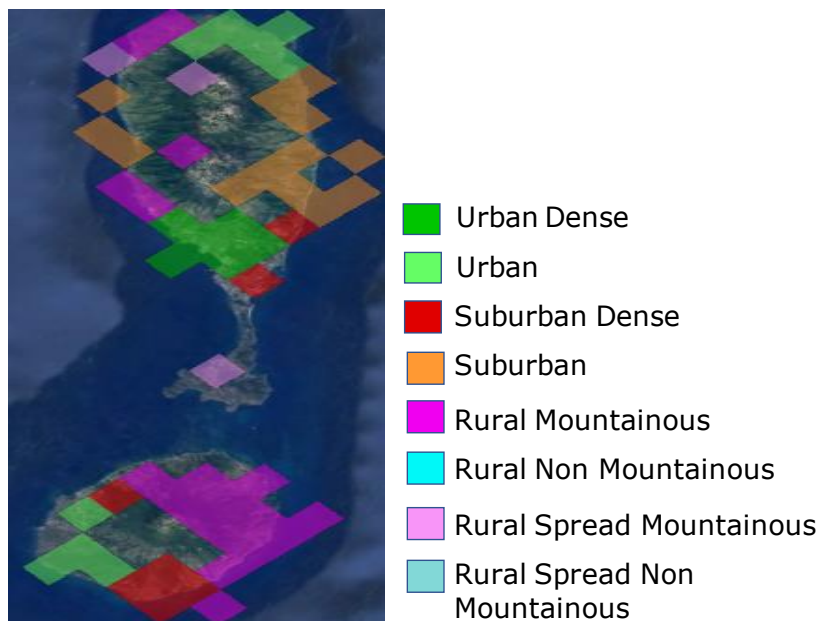 Urban Dense
Urban
Suburban Dense
Suburban
Rural Mountainous
Rural Non Mountainous
Rural Spread Mountainous
Rural Spread Non
Mountainous